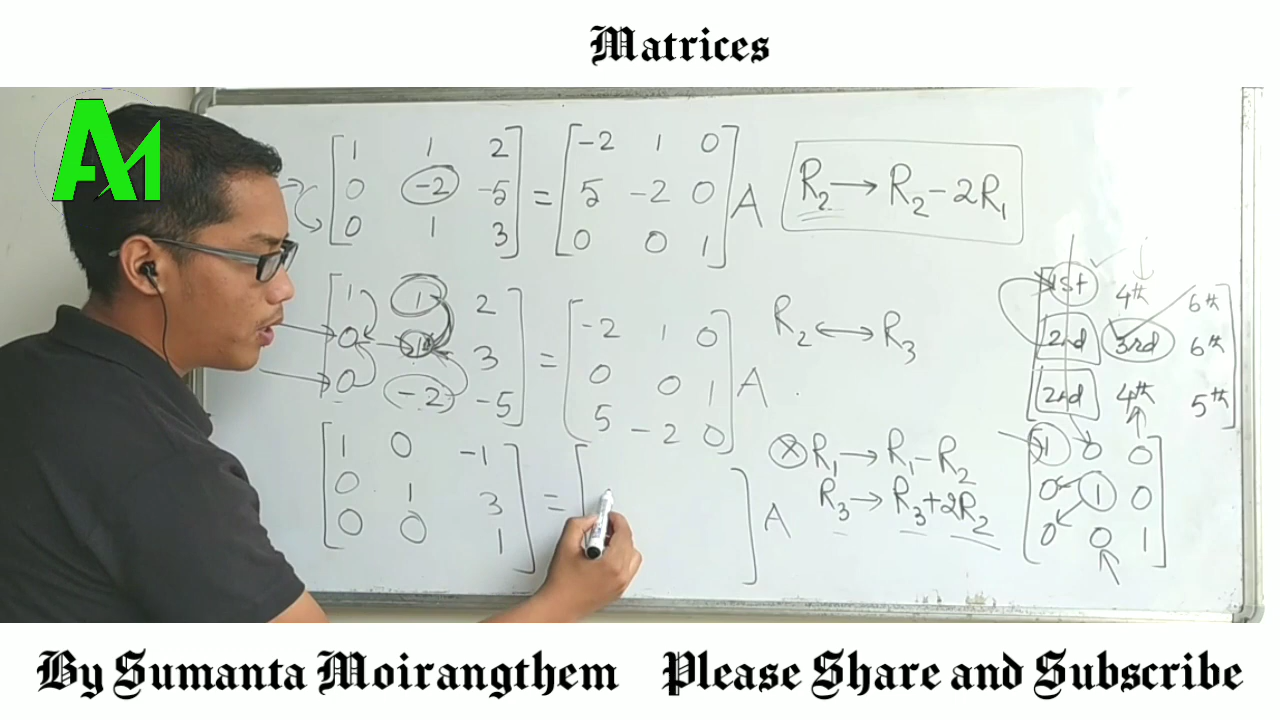 Matrices
AM
1 1 2
0 -2 -5
0 1 3
=
-2 1 0
5 -2 0
0 0 1
A
R2 → R2 - 2R1
1 1 2
0 1 3
0 -2 -5
=
-2 1 0
0 0 1
5 -2 0
A
R2 ↔ R3
1st 4th 6th
2nd 3rd 6th
2nd 4th 5th
1 0 -1
0 1 3
0 0 1
=
A
R1 → R1 - R2
R3 → R3 + 2R2
1 0 0
0 1 0
0 0 1
By Sumanta Moirangthem Please Share and Subscribe